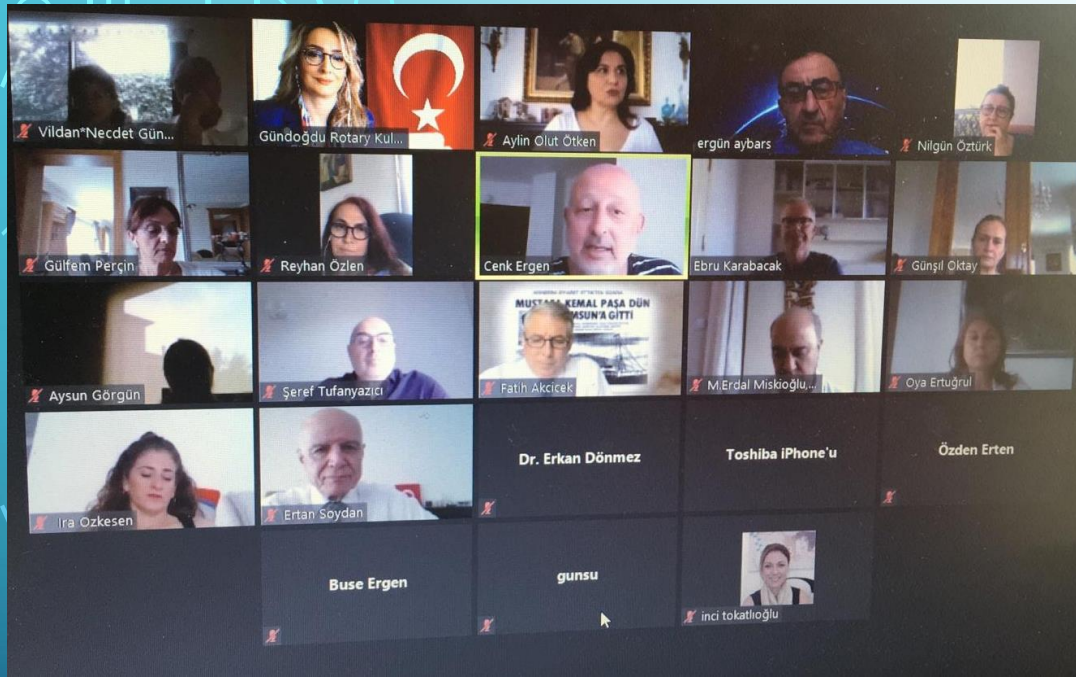 Vildan*Necdet Gün...
Gündoğdu Rotary Kul...
Aylin Olut Ötken
ergün aybars
Nilgün Öztürk
Gülfem Perçin
Reyhan Özlen
Cenk Ergen
Ebru Karabacak
Günşıl Oktay
MUSTAFA KEMAL PAŞA DÜN
SAMSUN'A GİTTİ
Aysun Görgün
Şeref Tufanyazıcı
Fatih Akcicek
M.Erdal Miskioğlu,...
Oya Ertuğrul
Ira Ozkesen
Ertan Soydan
Dr. Erkan Dönmez
Toshiba iPhone'u
Özden Erten
Buse Ergen
gunsu
inci tokatlıoğlu